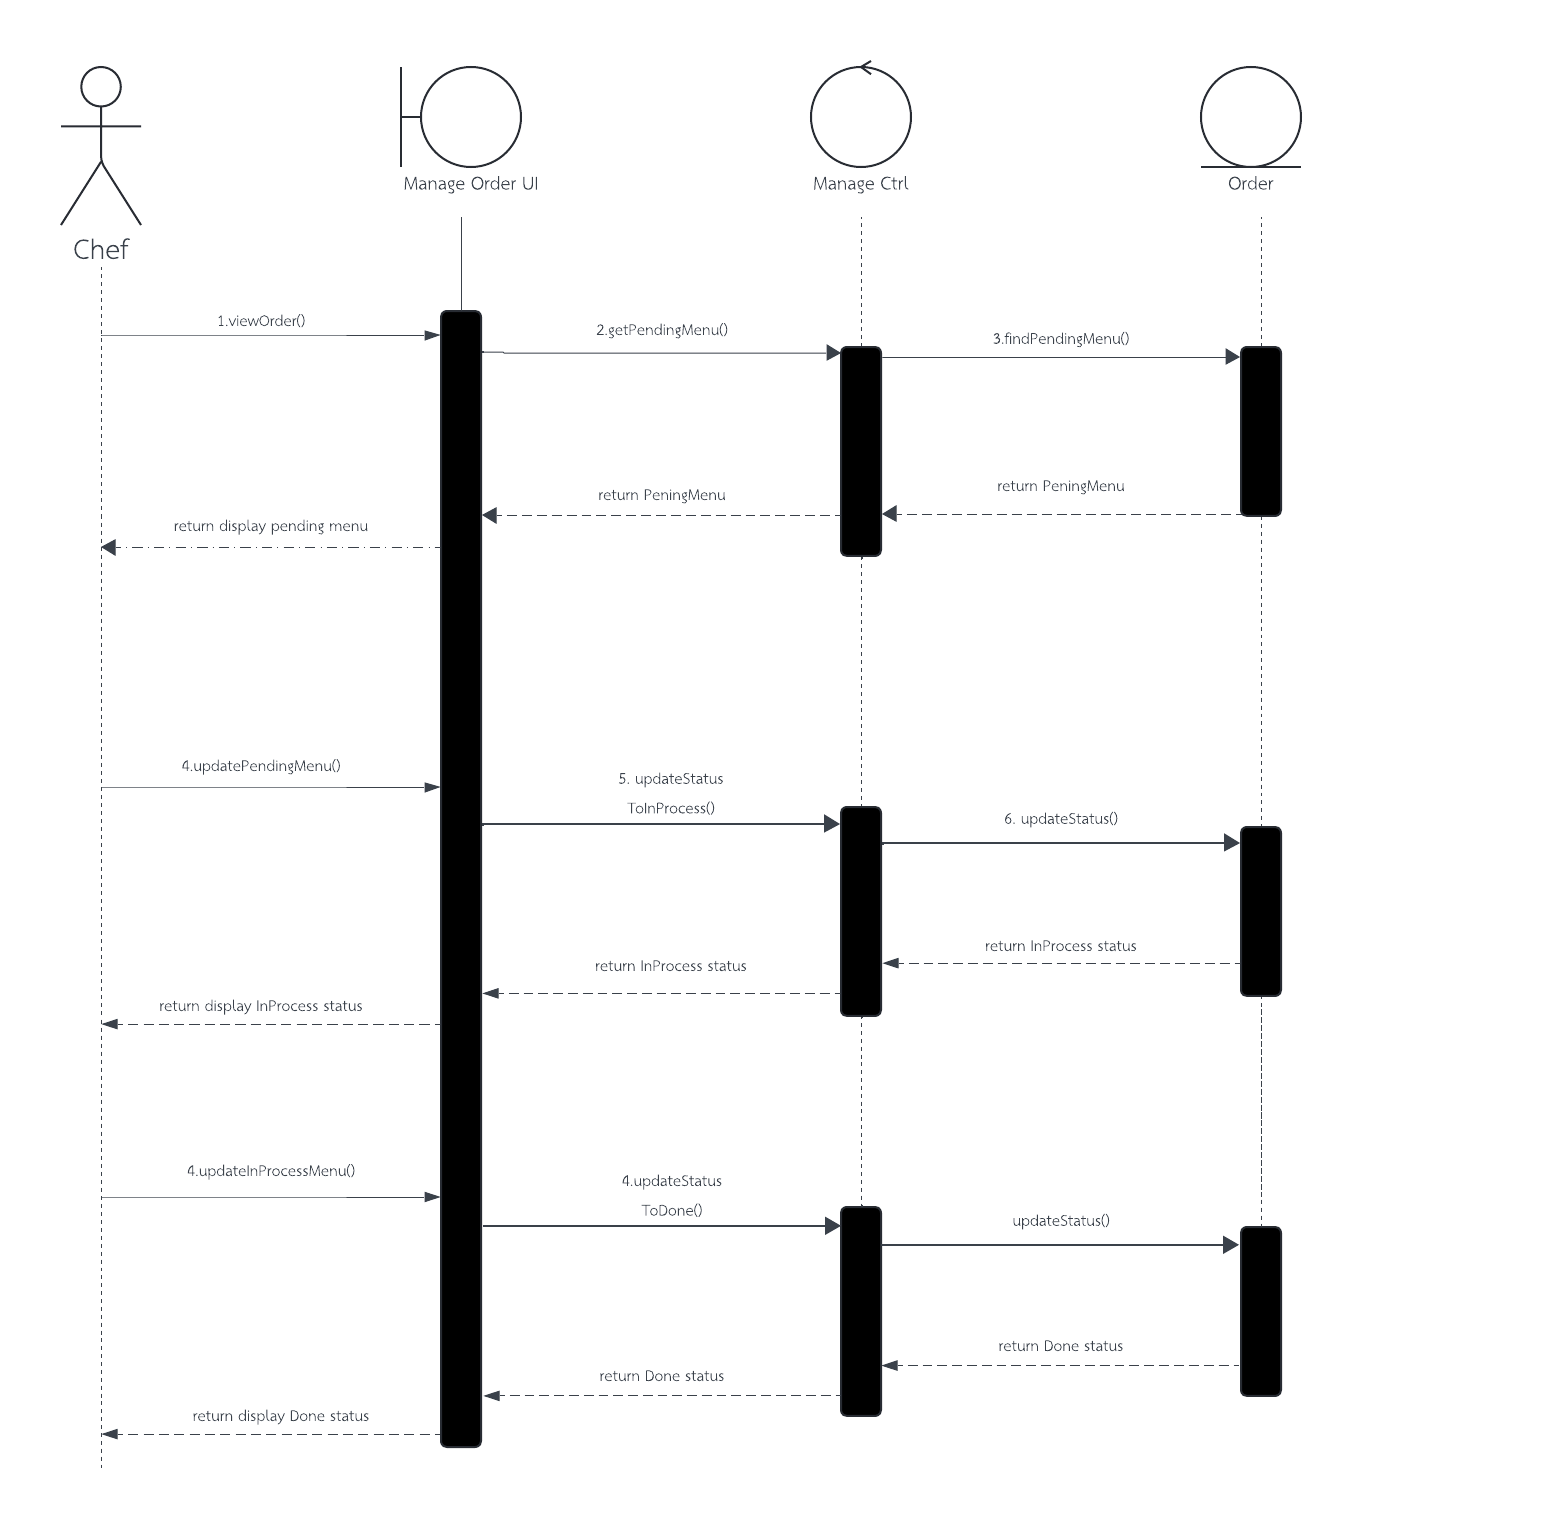 Manage Order UI
Manage Ctrl
Order
Chef
1.viewOrder()
2.getPendingMenu()
3.findPendingMenu()
return PeningMenu
return PeningMenu
return display pending menu
4.updatePendingMenu()
5. updateStatus
ToInProcess()
6. updateStatus()
return InProcess status
return InProcess status
return display InProcess status
4.updateInProcessMenu()
4.updateStatus
ToDone()
updateStatus()
return Done status
return Done status
return display Done status